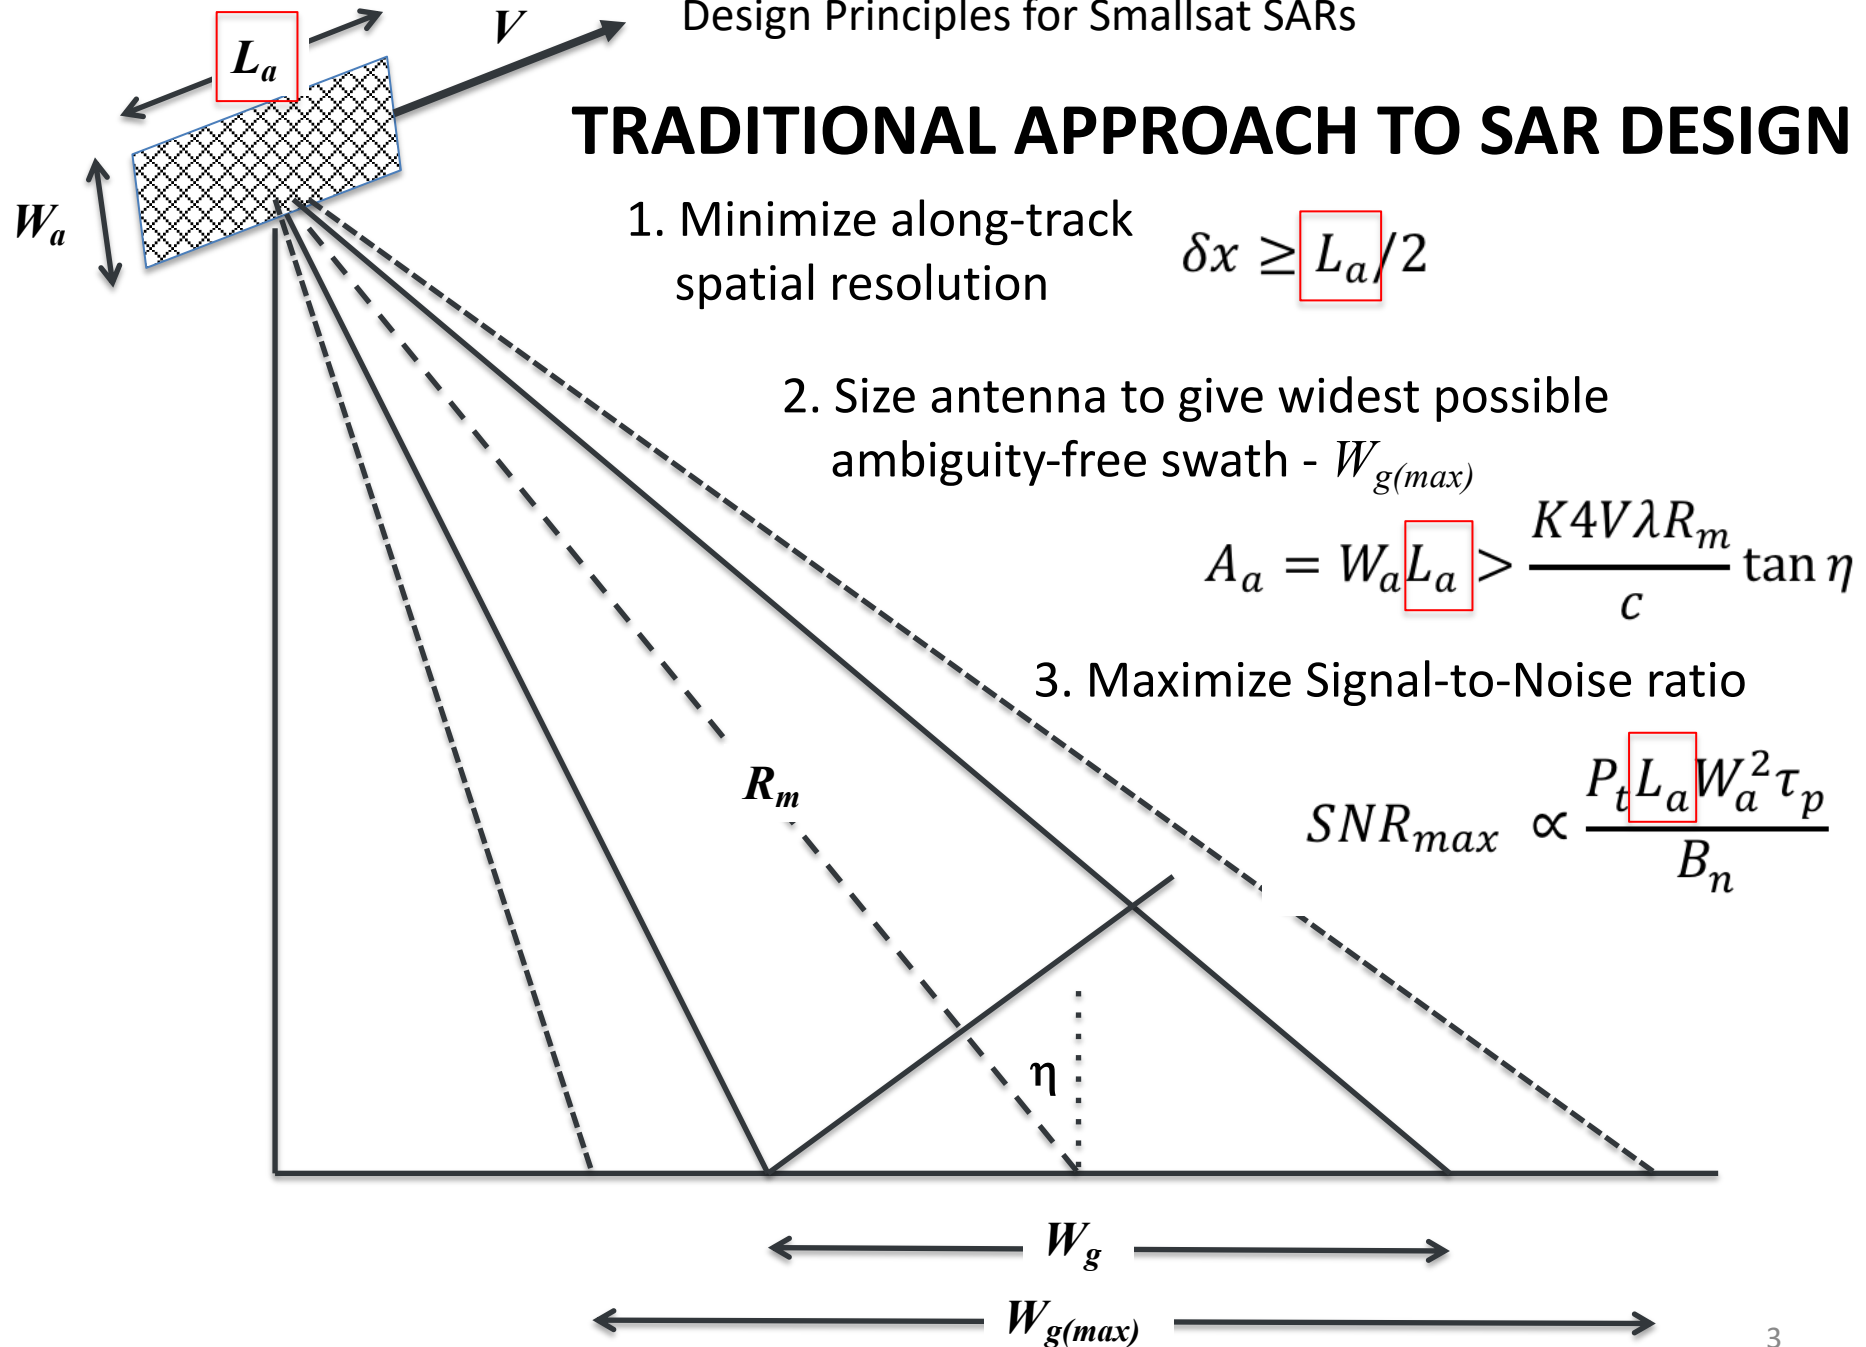 Design Principles for Smallsat SARs
TRADITIONAL APPROACH TO SAR DESIGN
L_a
V
W_a
1. Minimize along-track
spatial resolution
δx ≥ L_a/2
2. Size antenna to give widest possible
ambiguity-free swath - W_g(max)
A_a = W_a L_a > K4VλR_m / c tan η
3. Maximize Signal-to-Noise ratio
SNR_max ∝ P_t L_a W_a² τ_p / B_n
R_m
η
W_g
W_g(max)
3